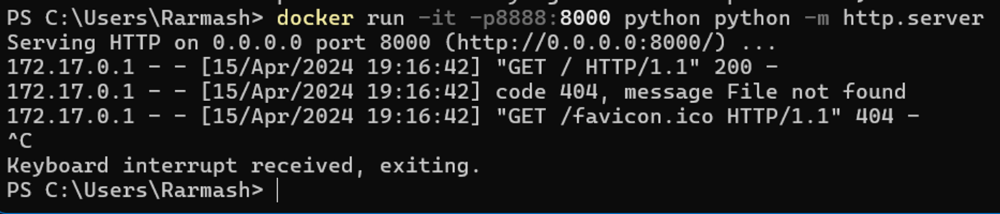 PS C:\Users\Rarmash> docker run -it -p8888:8000 python python -m http.server
Serving HTTP on 0.0.0.0 port 8000 (http://0.0.0.0:8000/) ...
172.17.0.1 - - [15/Apr/2024 19:16:42] "GET / HTTP/1.1" 200 -
172.17.0.1 - - [15/Apr/2024 19:16:42] code 404, message File not found
172.17.0.1 - - [15/Apr/2024 19:16:42] "GET /favicon.ico HTTP/1.1" 404 -
^C
Keyboard interrupt received, exiting.
PS C:\Users\Rarmash>